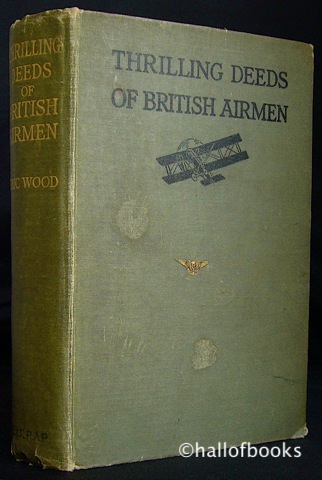 THRILLING
DEEDS
OF
BRITISH
AIRMEN
WOOD
THRILLING DEEDS
OF BRITISH AIRMEN
©hallofbooks